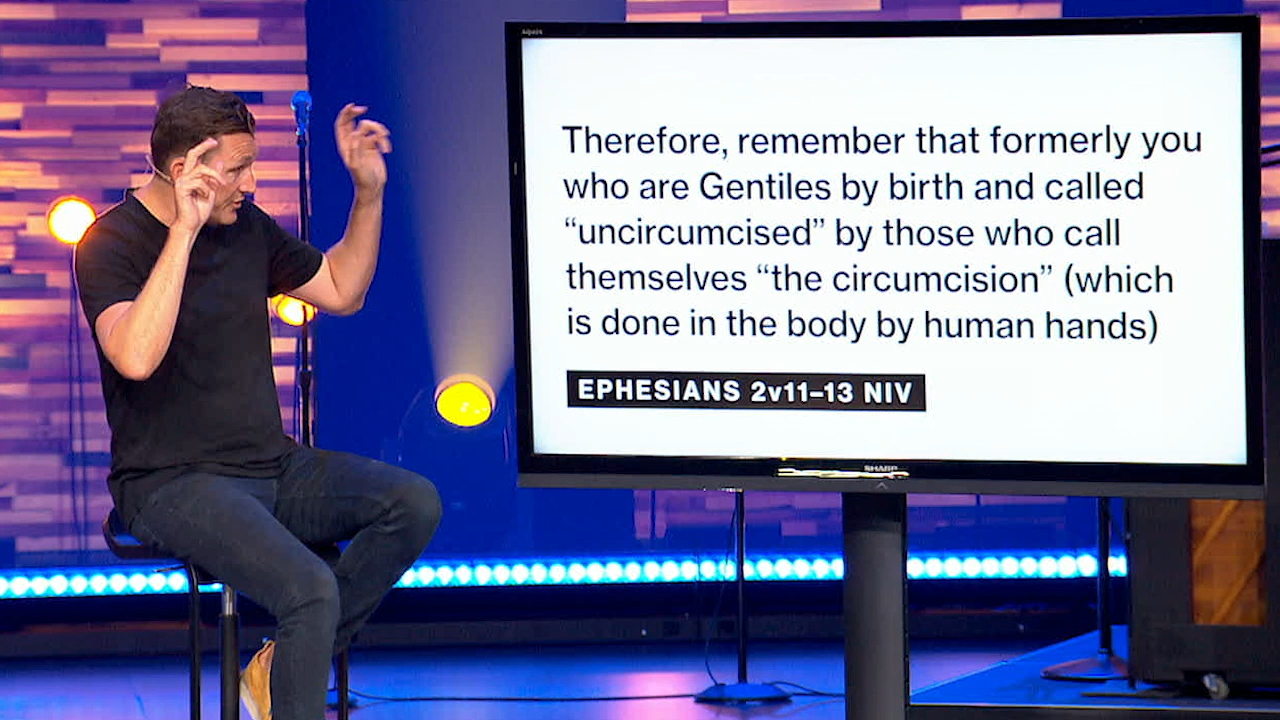 Therefore, remember that formerly you
who are Gentiles by birth and called
“uncircumcised” by those who call
themselves “the circumcision” (which
is done in the body by human hands)
EPHESIANS 2v11–13 NIV
SHARP